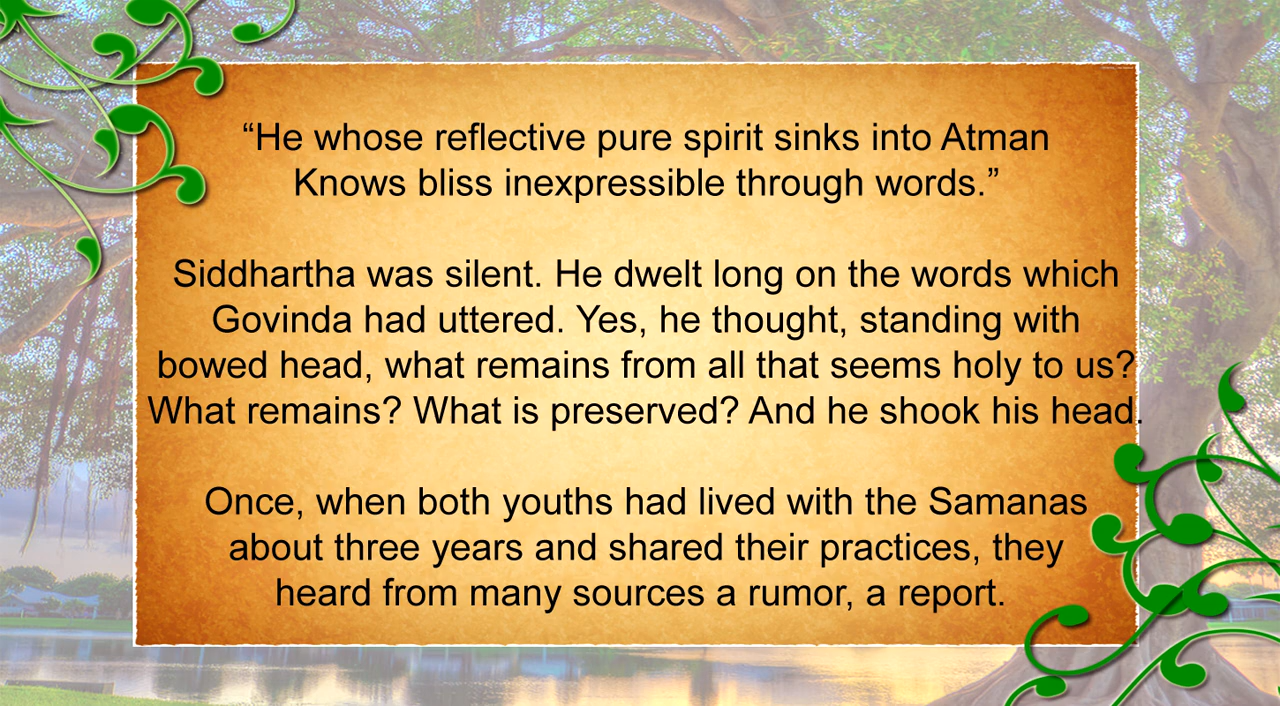 “He whose reflective pure spirit sinks into Atman
Knows bliss inexpressible through words.”
Siddhartha was silent. He dwelt long on the words which
Govinda had uttered. Yes, he thought, standing with
bowed head, what remains from all that seems holy to us?
What remains? What is preserved? And he shook his head.
Once, when both youths had lived with the Samanas
about three years and shared their practices, they
heard from many sources a rumor, a report.